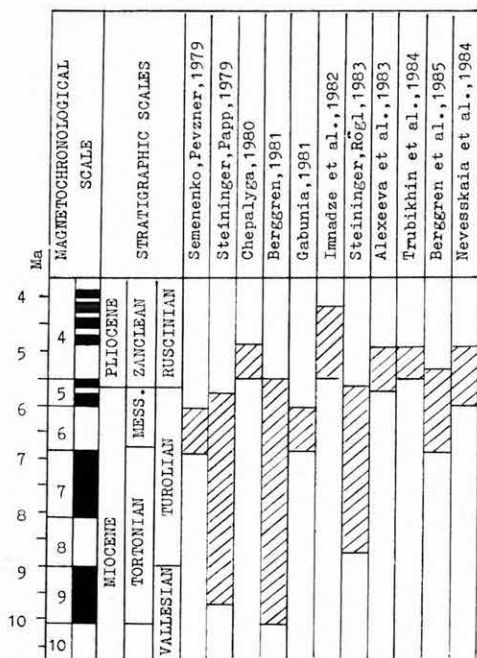 Ma
MAGNETOCHRONOLOGICAL
SCALE
STRATIGRAPHIC SCALES
Semenenko,Pevzner,1979
Steininger,Papp,1979
Chepalyga,1980
Berggren,1981
Gabunia,1981
Imnadze et al.,1982
Steininger,Rögl,1983
Alexeeva et al.,1983
Trubikhin et al.,1984
Berggren et al.,1985
Nevesskaia et al.,1984
4
5
6
7
8
9
10
4
5
6
7
8
9
10
PLIOCENE
MIOCENE
ZANCLEAN
MESS.
TORTONIAN
RUSCINIAN
TUROLIAN
VALLESIAN